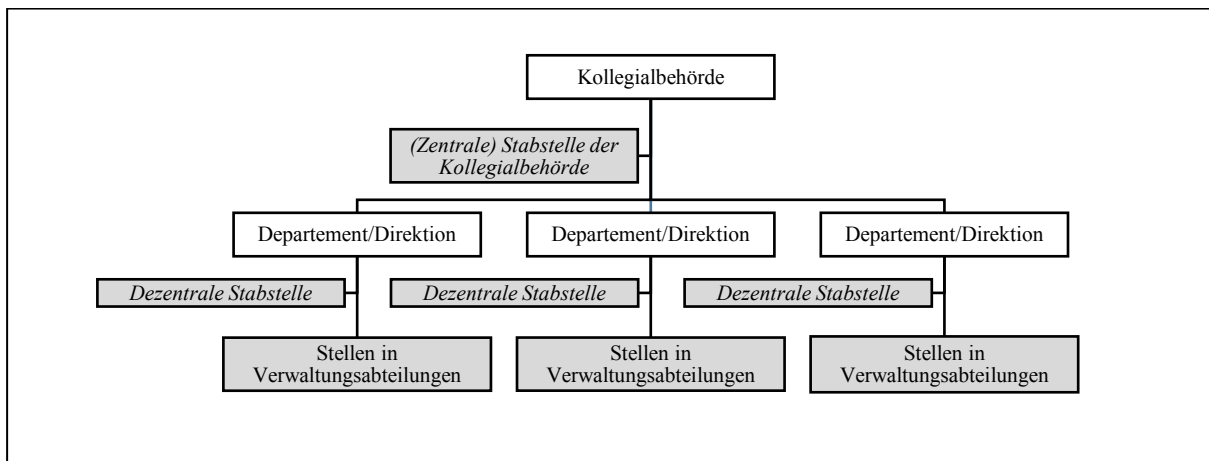 Kollegialbehörde
(Zentrale) Stabstelle der
Kollegialbehörde
Departement/Direktion
Departement/Direktion
Departement/Direktion
Dezentrale Stabstelle
Dezentrale Stabstelle
Dezentrale Stabstelle
Stellen in
Verwaltungsabteilungen
Stellen in
Verwaltungsabteilungen
Stellen in
Verwaltungsabteilungen